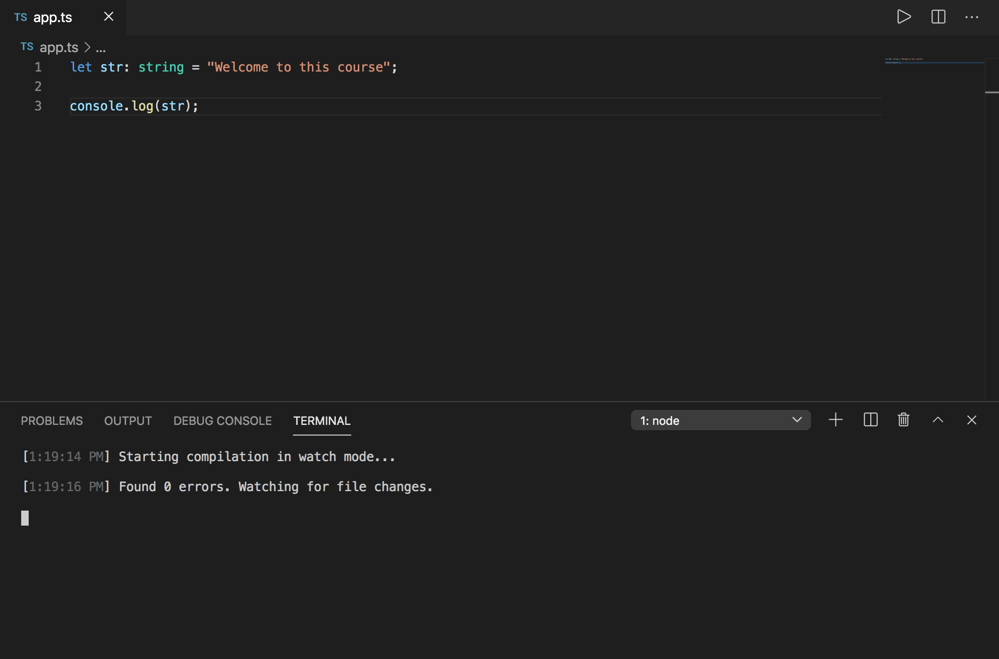 TS app.ts
TS app.ts > ...
1 let str: string = "Welcome to this course";
2
3 console.log(str);
PROBLEMS OUTPUT DEBUG CONSOLE TERMINAL 1: node
[1:19:14 PM] Starting compilation in watch mode...
[1:19:16 PM] Found 0 errors. Watching for file changes.